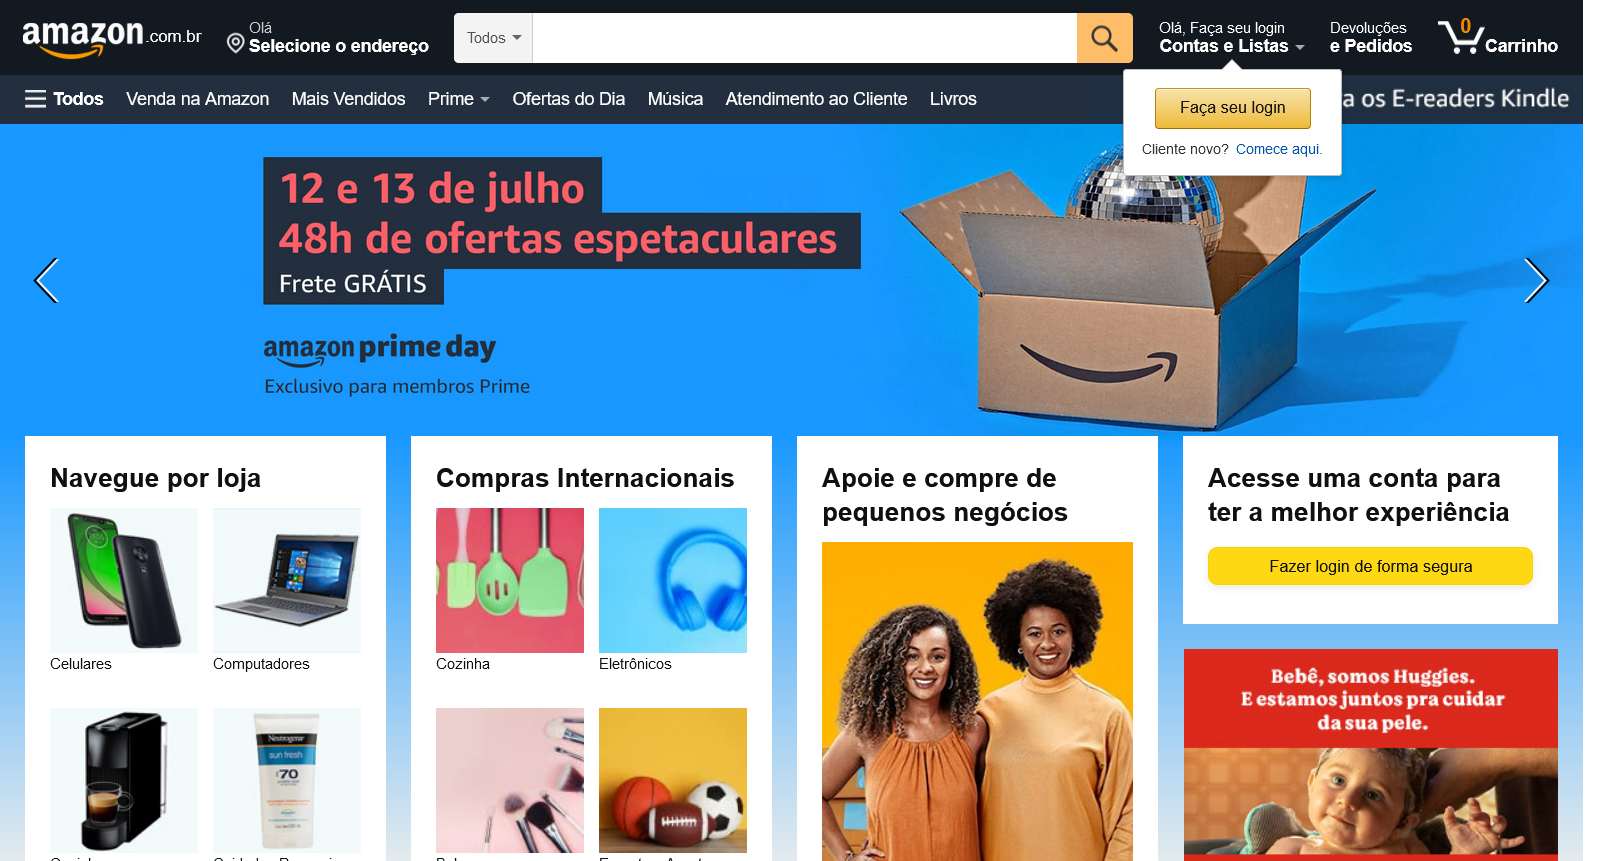 amazon.com.br
Olá
Selecione o endereço
Todos
Olá, Faça seu login
Contas e Listas
Devoluções
e Pedidos
0
Carrinho
Todos
Venda na Amazon
Mais Vendidos
Prime
Ofertas do Dia
Música
Atendimento ao Cliente
Livros
a os E-readers Kindle
Faça seu login
Cliente novo? Comece aqui.
12 e 13 de julho
48h de ofertas espetaculares
Frete GRÁTIS
amazon prime day
Exclusivo para membros Prime
Navegue por loja
Celulares
Computadores
Neutrogena
sun fresh
70
Compras Internacionais
Cozinha
Eletrônicos
Apoie e compre de
pequenos negócios
Acesse uma conta para
ter a melhor experiência
Fazer login de forma segura
Bebê, somos Huggies.
E estamos juntos pra cuidar
da sua pele.